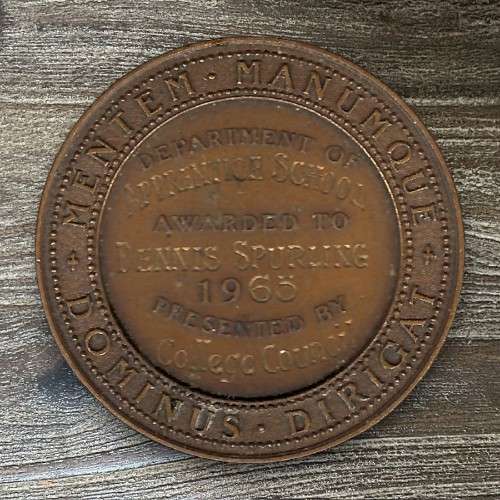 MENTEM · MANUMQUE
DOMINUS · DIRIGAT
DEPARTMENT OF
APPRENTICE SCHOOL
AWARDED TO
DENNIS SPURLING
1965
PRESENTED BY
College Council